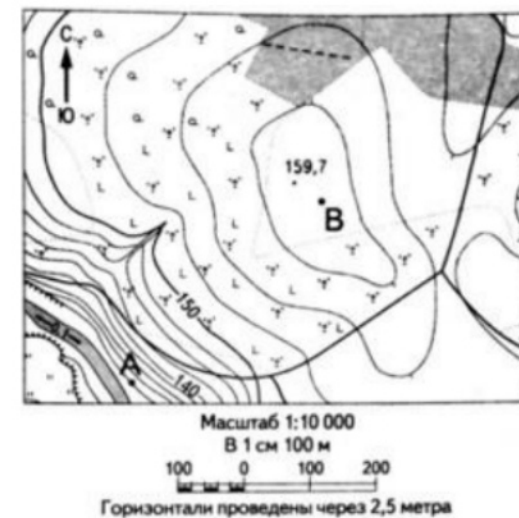 С
Ю
159,7
В
150
А
140
Масштаб 1:10 000
В 1 см 100 м
100 0 100 200
Горизонтали проведены через 2,5 метра